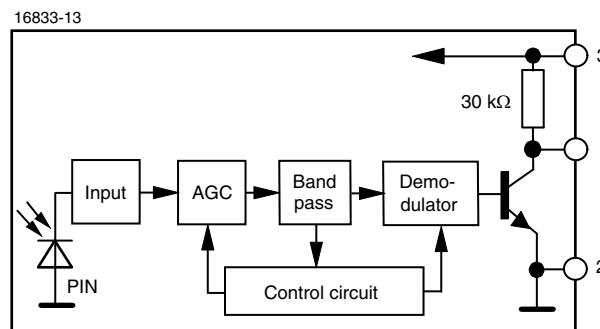 16833-13
3
30 kΩ
Input
AGC
Band
pass
Demo-
dulator
2
PIN
Control circuit